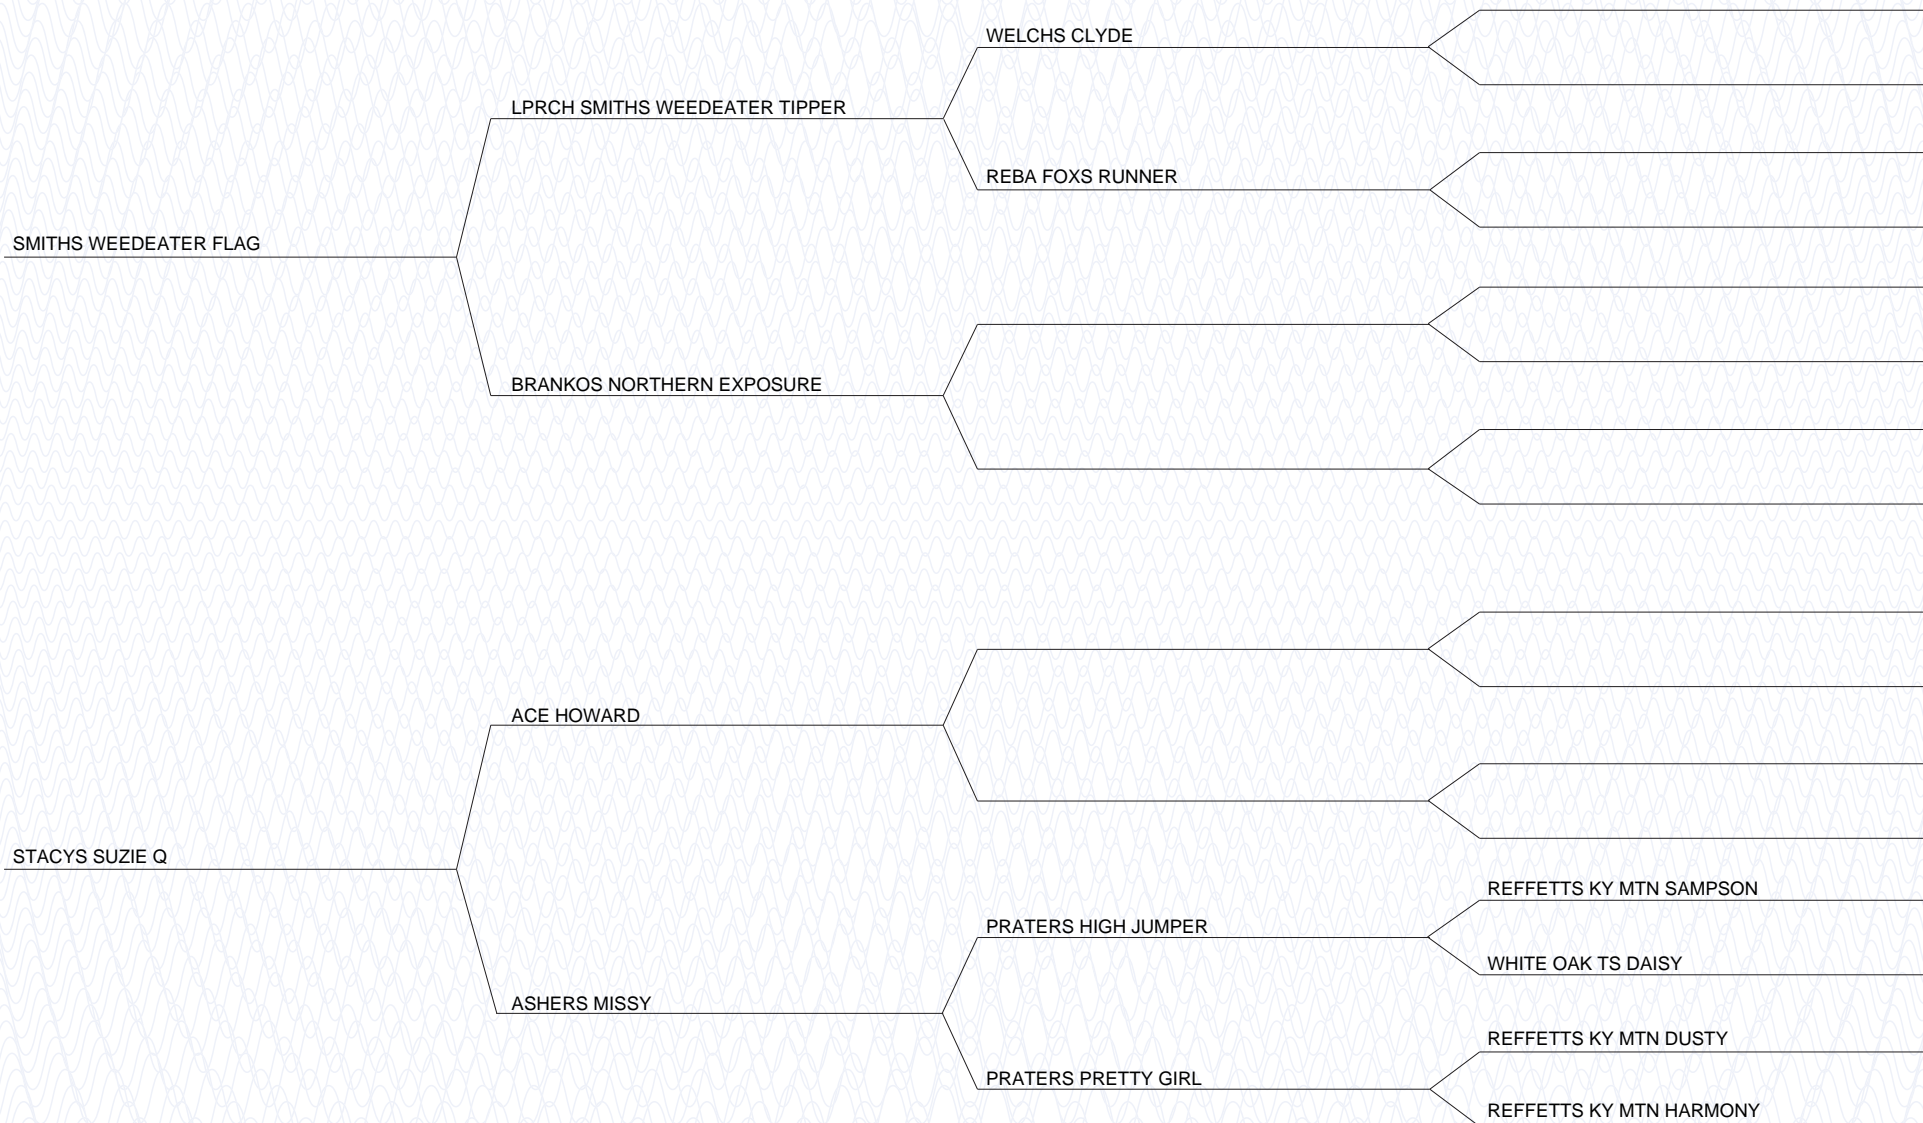 WELCHS CLYDE
LPRCH SMITHS WEEDEATER TIPPER
REBA FOXS RUNNER
SMITHS WEEDEATER FLAG
BRANKOS NORTHERN EXPOSURE
ACE HOWARD
STACYS SUZIE Q
REFFETTS KY MTN SAMPSON
PRATERS HIGH JUMPER
WHITE OAK TS DAISY
ASHERS MISSY
REFFETTS KY MTN DUSTY
PRATERS PRETTY GIRL
REFFETTS KY MTN HARMONY